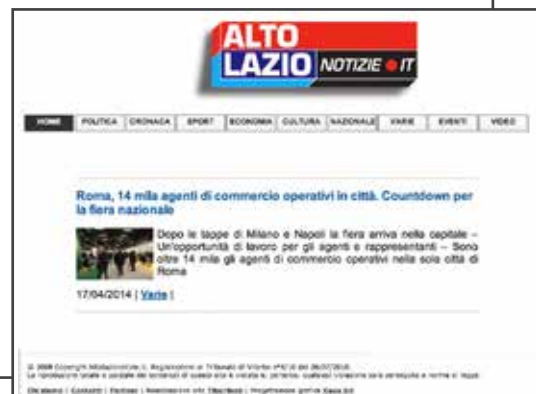 ALTO
LAZIO NOTIZIE IT
HOME POLITICA CRONACA SPORT ECONOMIA CULTURA NAZIONALE VARIE EVENTI VIDEO
Roma, 14 mila agenti di commercio operativi in città. Countdown per
la fiera nazionale
Dopo le tappe di Milano e Napoli la fiera arriva nella capitale –
Un'opportunità di lavoro per gli agenti e rappresentanti – Sono
oltre 14 mila gli agenti di commercio operativi nella sola città di
Roma
17/04/2014 | Varie |